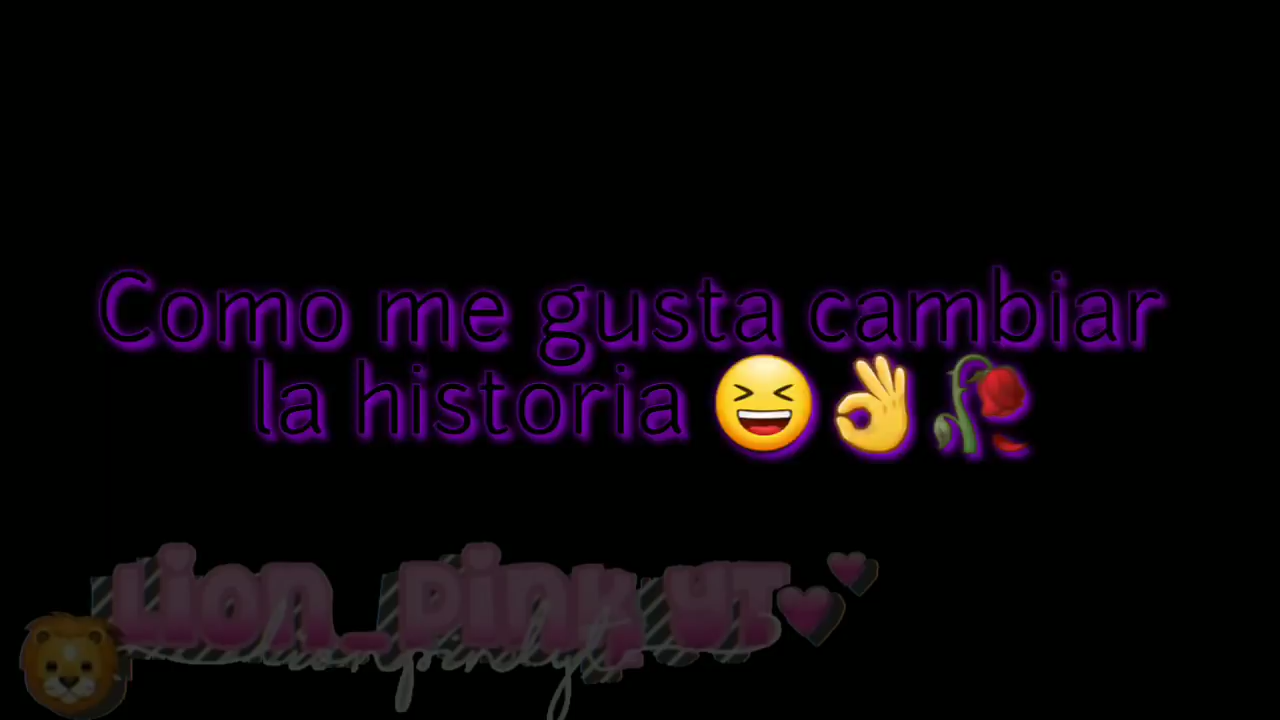 Como me gusta cambiar
la historia 😆👌🥀
Lion_Pink YT.💕